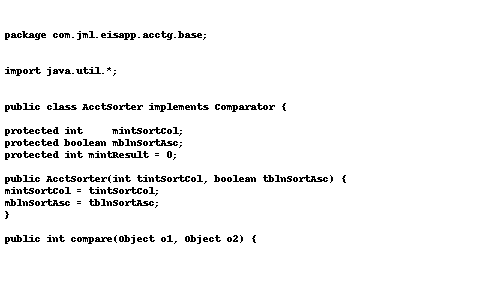 package com.jml.eisapp.acctg.base;
import java.util.*;
public class AcctSorter implements Comparator {
protected int     mintSortCol;
protected boolean mblnSortAsc;
protected int mintResult = 0;
public AcctSorter(int tintSortCol, boolean tblnSortAsc) {
mintSortCol = tintSortCol;
mblnSortAsc = tblnSortAsc;
}
public int compare(Object o1, Object o2) {